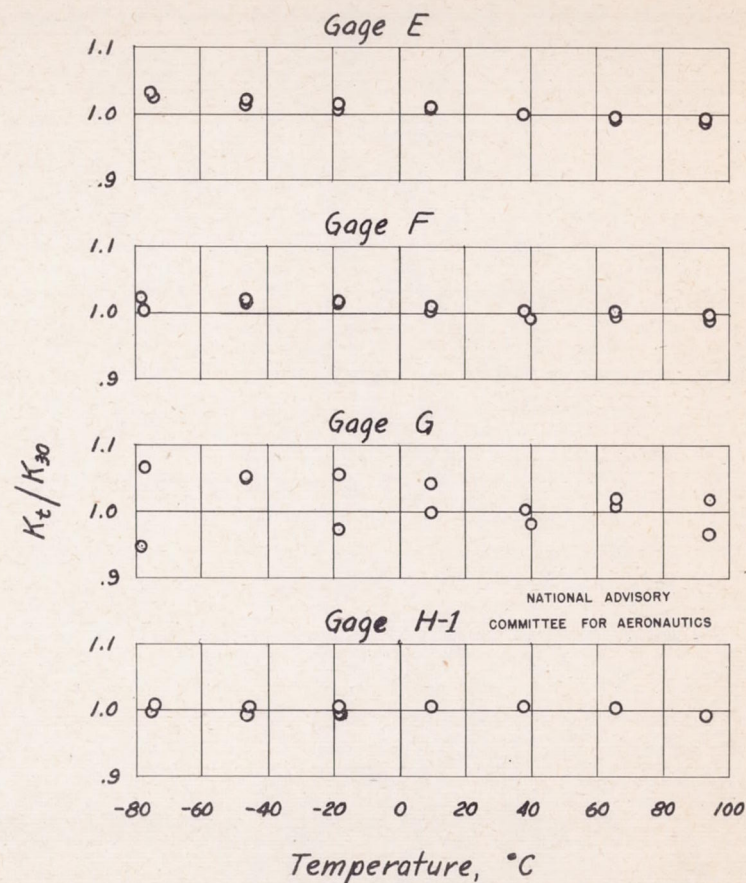 Gage E
1.1
1.0
.9
Gage F
1.1
1.0
.9
Gage G
1.1
1.0
.9
Kt/K30
NATIONAL ADVISORY
COMMITTEE FOR AERONAUTICS
Gage H-1
1.1
1.0
.9
-80 -60 -40 -20 0 20 40 60 80 100
Temperature, °C